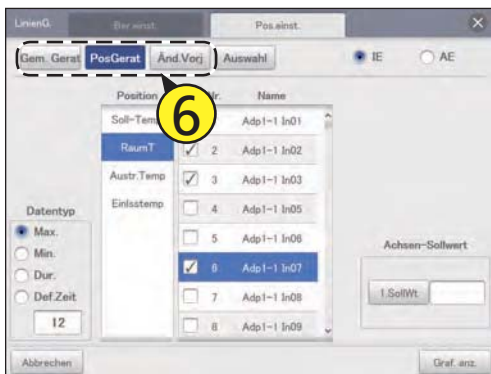 LinienG. Ber.einst. Pos.einst. ×
Gem. Gerat PosGerat Änd.Vorj Auswahl IE AE
6
Position Nr. Name
Soll-Temp Adp1-1 In01
RaumT 2 Adp1-1 In02
Austr.Temp 3 Adp1-1 In03
Einlsstemp 4 Adp1-1 In05
5 Adp1-1 In06
6 Adp1-1 In07
7 Adp1-1 In08
8 Adp1-1 In09
Datentyp
Max.
Min.
Dur.
Def.Zeit
12
Achsen-Sollwert
1.SollWt
Abbrechen Graf. anz.